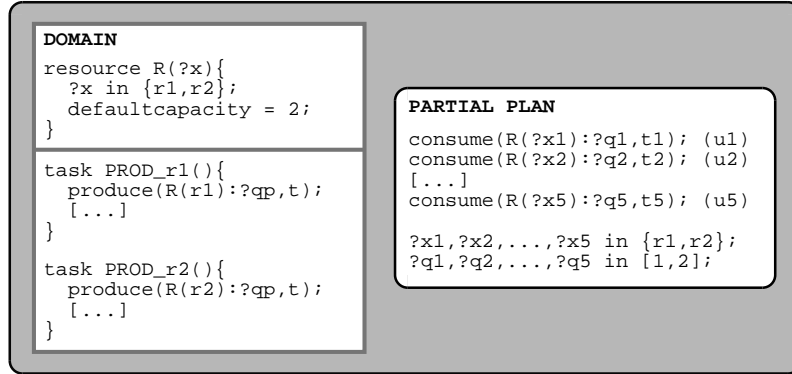 DOMAIN
resource R(?x){
?x in {r1,r2};
defaultcapacity = 2;
}
task PROD_r1(){
produce(R(r1):?qp,t);
[...]
}
task PROD_r2(){
produce(R(r2):?qp,t);
[...]
}
PARTIAL PLAN
consume(R(?x1):?q1,t1); (u1)
consume(R(?x2):?q2,t2); (u2)
[...]
consume(R(?x5):?q5,t5); (u5)
?x1,?x2,...,?x5 in {r1,r2};
?q1,?q2,...,?q5 in [1,2];